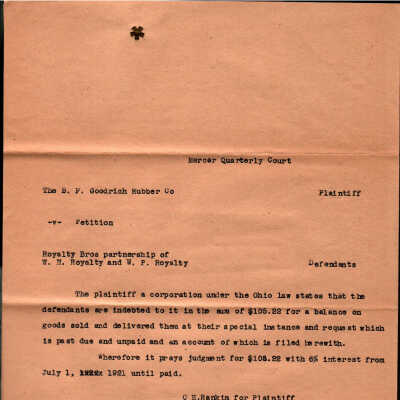 Mercer Quarterly Court
The B. F. Goodrich Rubber Co Plaintiff
-v- Petition
Royalty Bros partnership of
W. H. Royalty and W. P. Royalty Defendants
The plaintiff a corporation under the Ohio law states that the
defendants are indebted to it in the sum of $108.22 for a balance on
goods sold and delivered them at their special instance and request which
is past due and unpaid and an account of which is filed herewith.
Wherefore it prays judgment for $108.22 with 6% interest from
July 1, 1921 until paid.
C E.Rankin for Plaintiff